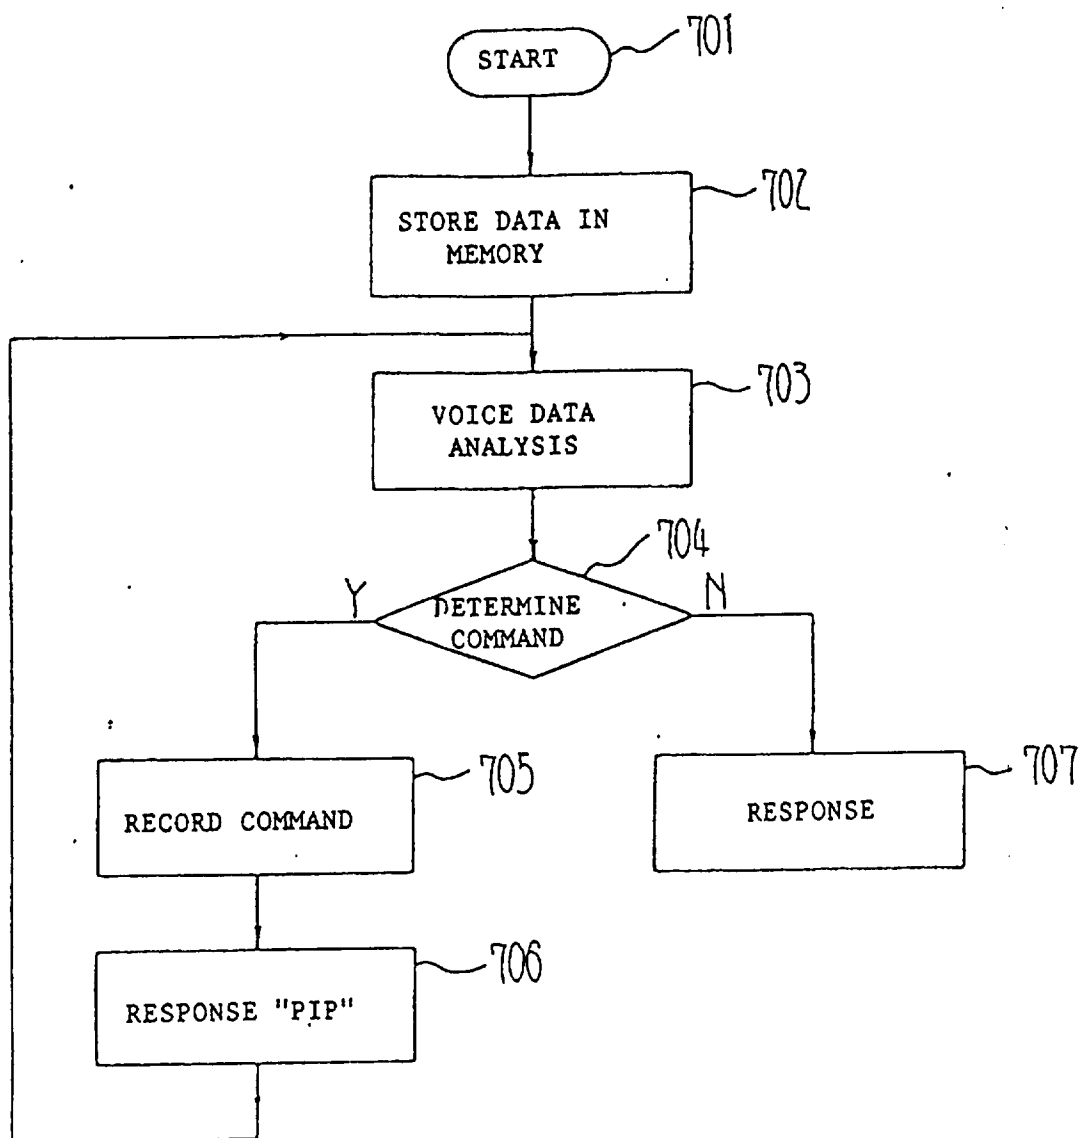 START
701
STORE DATA IN
MEMORY
702
VOICE DATA
ANALYSIS
703
704
Y
DETERMINE
COMMAND
N
RECORD COMMAND
705
RESPONSE
707
RESPONSE "PIP"
706